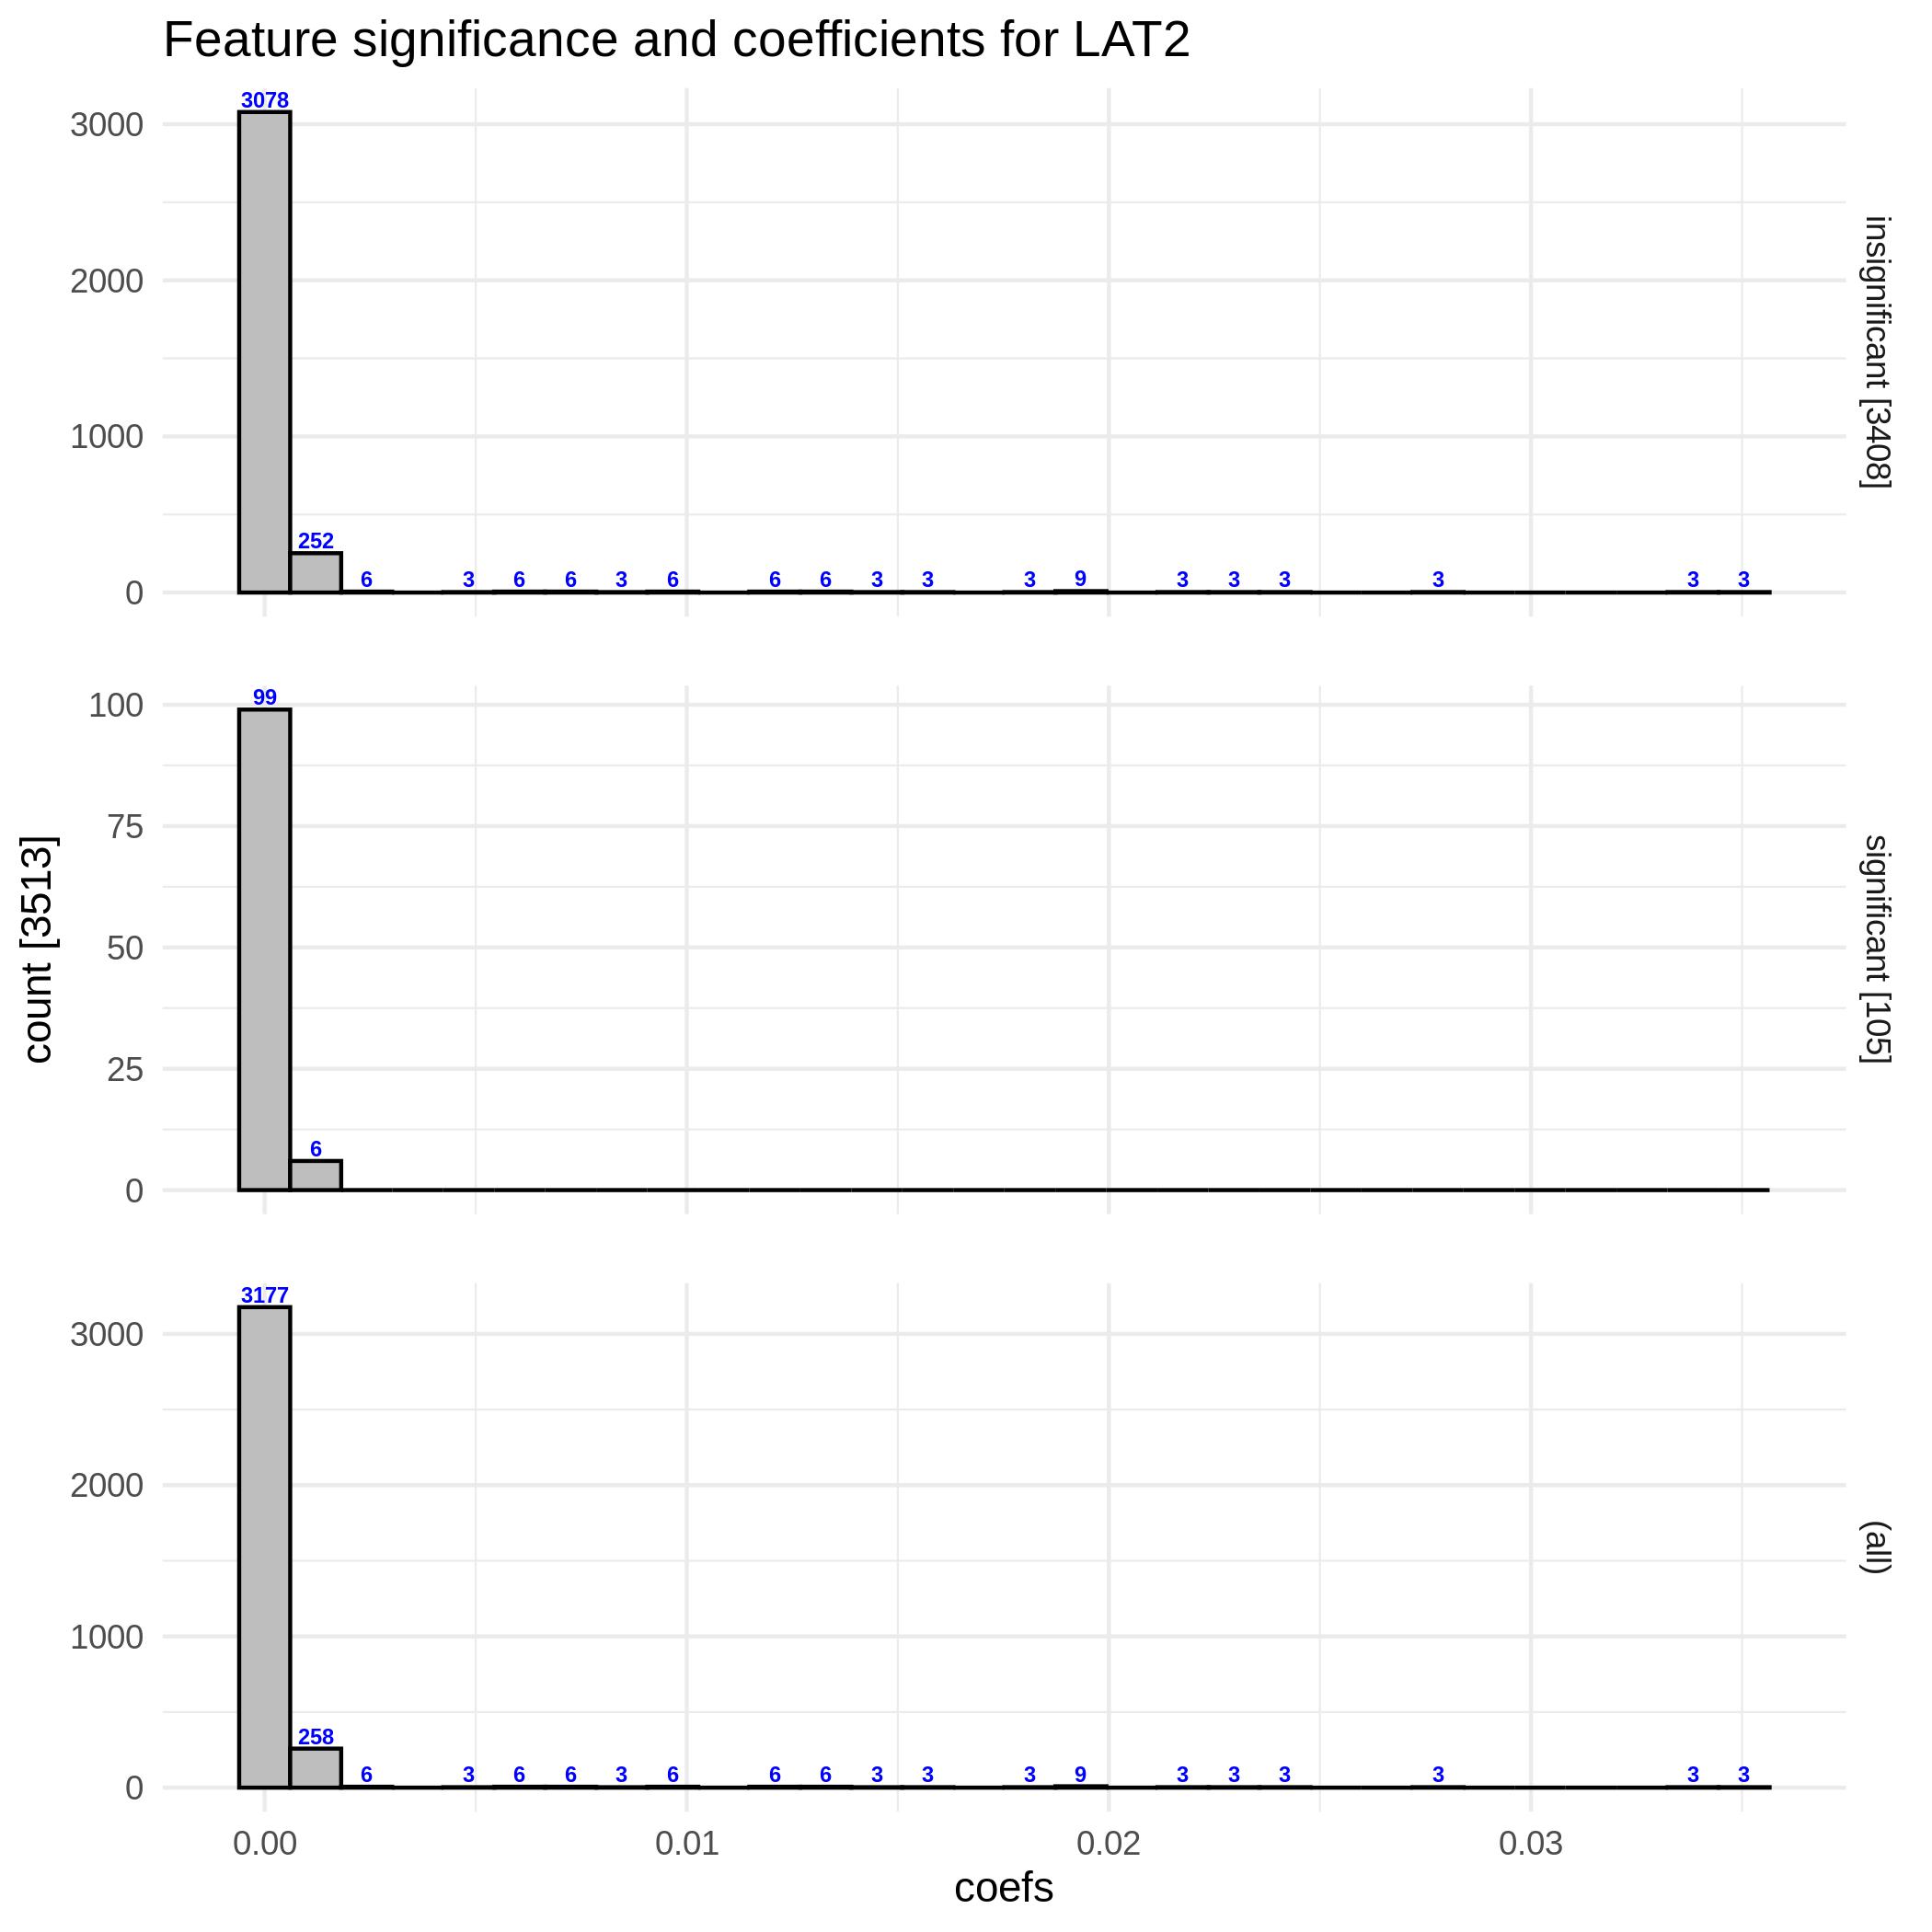 Feature significance and coefficients for LAT2
3078
3000
2000
1000
252
0
6 3 6 6 3 6 6 6 3 3 3 9 3 3 3 3 3 3
insignificant [3408]
99
100
75
50
25
6
0
significant [105]
count [3513]
3177
3000
2000
1000
258
0
6 3 6 6 3 6 6 6 3 3 3 9 3 3 3 3 3 3
(all)
0.00 0.01 0.02 0.03
coefs